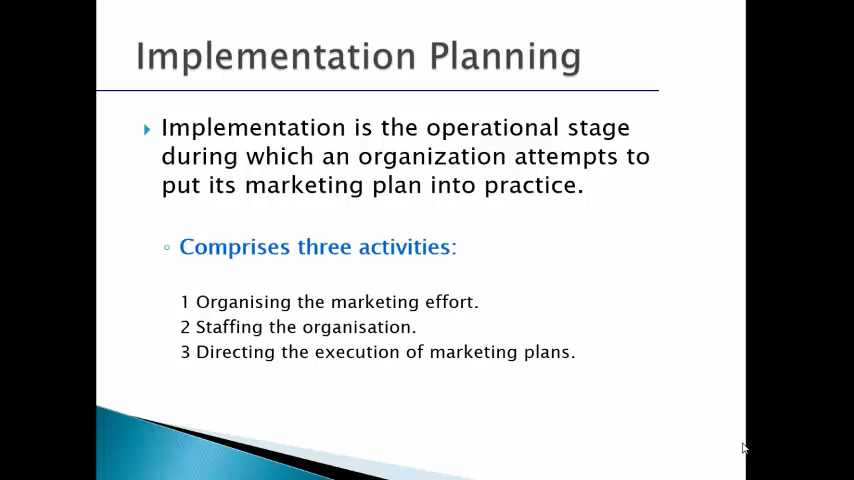 Implementation Planning
Implementation is the operational stage
during which an organization attempts to
put its marketing plan into practice.
Comprises three activities:
1 Organising the marketing effort.
2 Staffing the organisation.
3 Directing the execution of marketing plans.